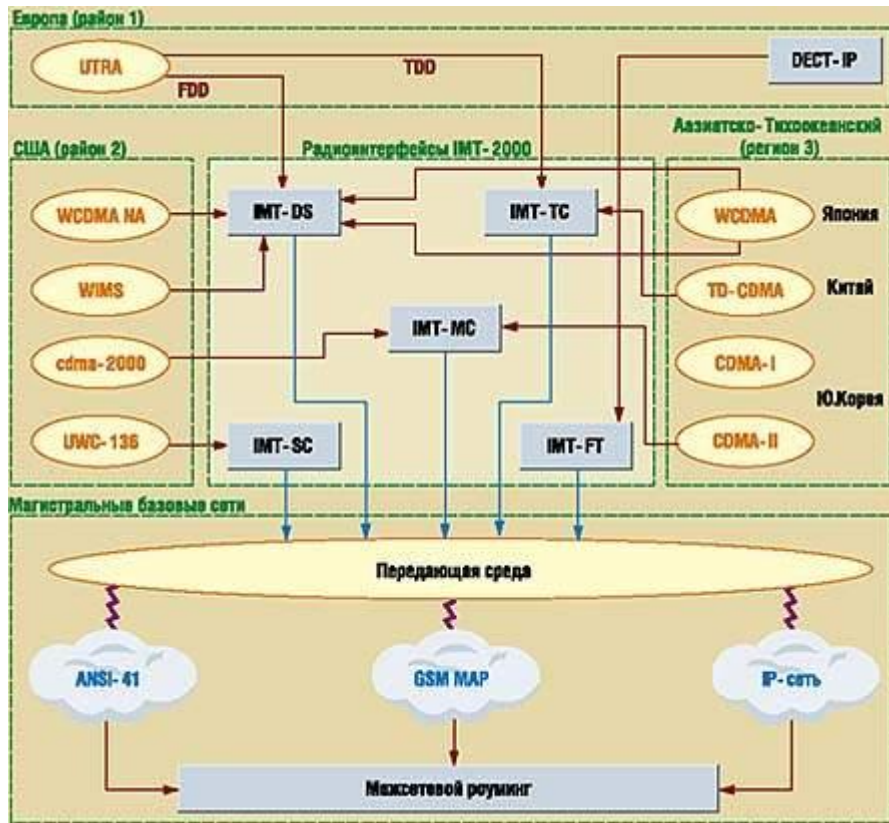 Европа (район 1)
UTRA
TDD
FDD
DECT-IP
США (район 2)
Радиоинтерфейсы IMT-2000
Аазиатско-Тихоокеанский
(регион 3)
WCDMA NA
IMT-DS
IMT-TC
WCDMA
Япония
WIMS
TD-CDMA
Китай
IMT-MC
cdma-2000
CDMA-I
Ю.Корея
UWC-136
IMT-SC
IMT-FT
CDMA-II
Магистральные базовые сети
Передающая среда
ANSI-41
GSM MAP
IP-сеть
Межсетевой роуминг